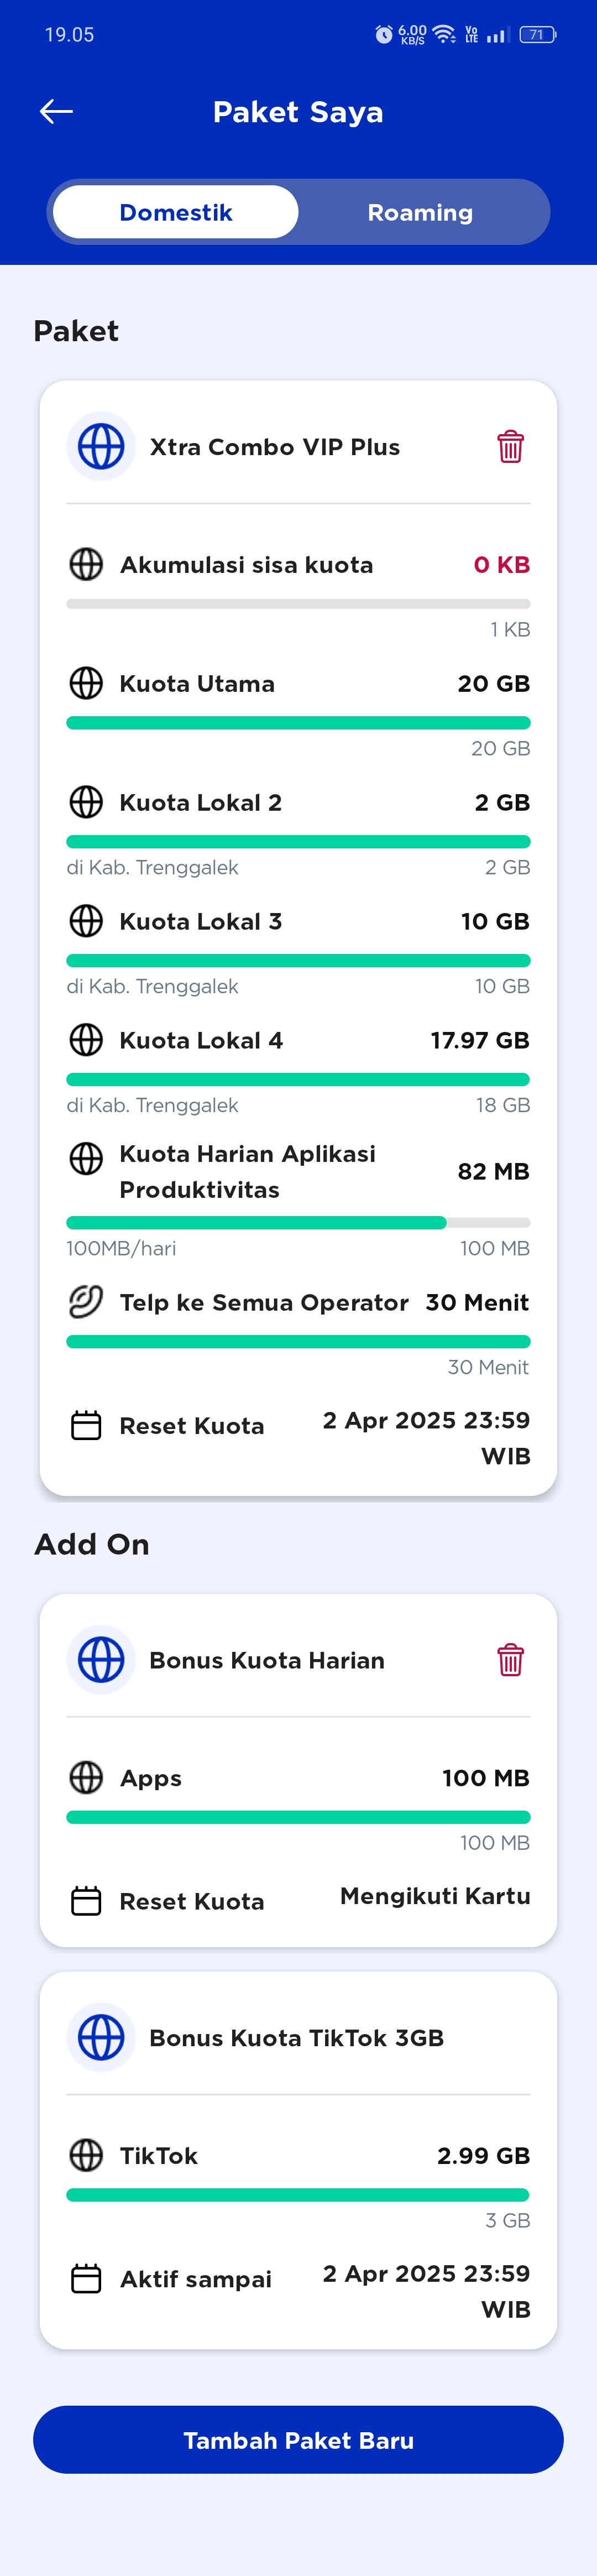 19.05
6.00
KB/S
Vo
LTE
71
Paket Saya
Domestik
Roaming
Paket
Xtra Combo VIP Plus
Akumulasi sisa kuota 0 KB
1 KB
Kuota Utama 20 GB
20 GB
Kuota Lokal 2 2 GB
di Kab. Trenggalek 2 GB
Kuota Lokal 3 10 GB
di Kab. Trenggalek 10 GB
Kuota Lokal 4 17.97 GB
di Kab. Trenggalek 18 GB
Kuota Harian Aplikasi
Produktivitas
82 MB
100MB/hari 100 MB
Telp ke Semua Operator 30 Menit
30 Menit
Reset Kuota
2 Apr 2025 23:59
WIB
Add On
Bonus Kuota Harian
Apps 100 MB
100 MB
Reset Kuota Mengikuti Kartu
Bonus Kuota TikTok 3GB
TikTok 2.99 GB
3 GB
Aktif sampai
2 Apr 2025 23:59
WIB
Tambah Paket Baru